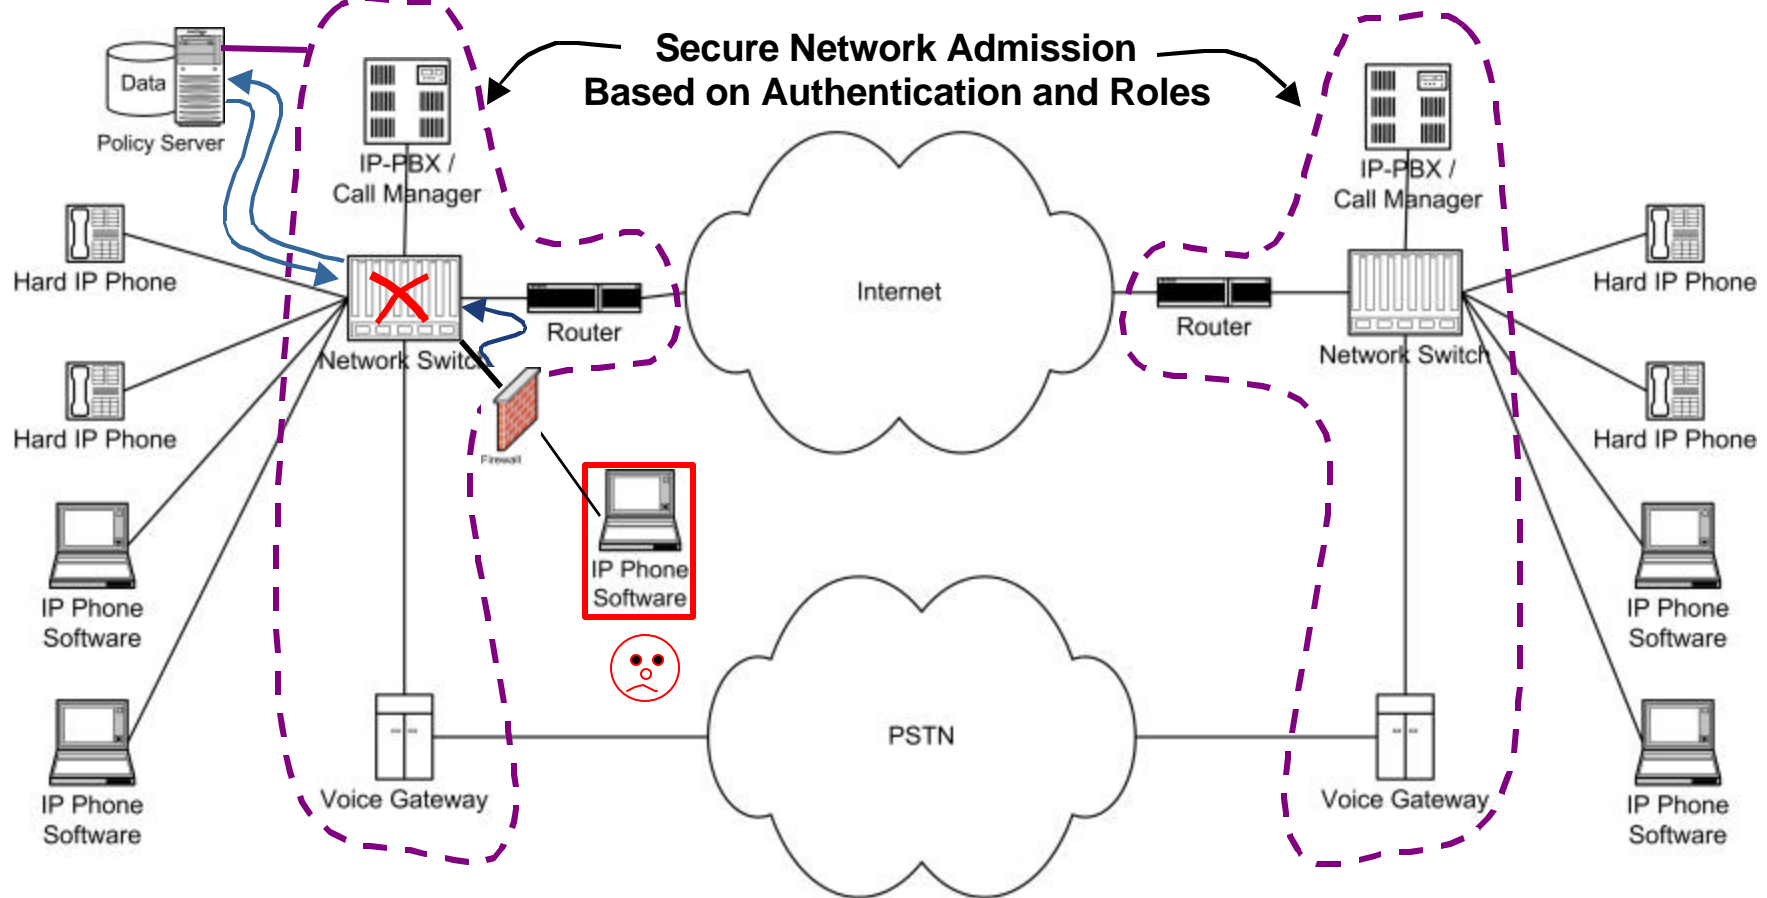 Secure Network Admission
Based on Authentication and Roles
Data
Policy Server
IP-PBX /
Call Manager
IP-PBX /
Call Manager
Hard IP Phone
Hard IP Phone
Network Switch
Router
Internet
Router
Network Switch
Hard IP Phone
Hard IP Phone
Firewall
IP Phone
Software
IP Phone
Software
IP Phone
Software
PSTN
Voice Gateway
Voice Gateway
IP Phone
Software
IP Phone
Software